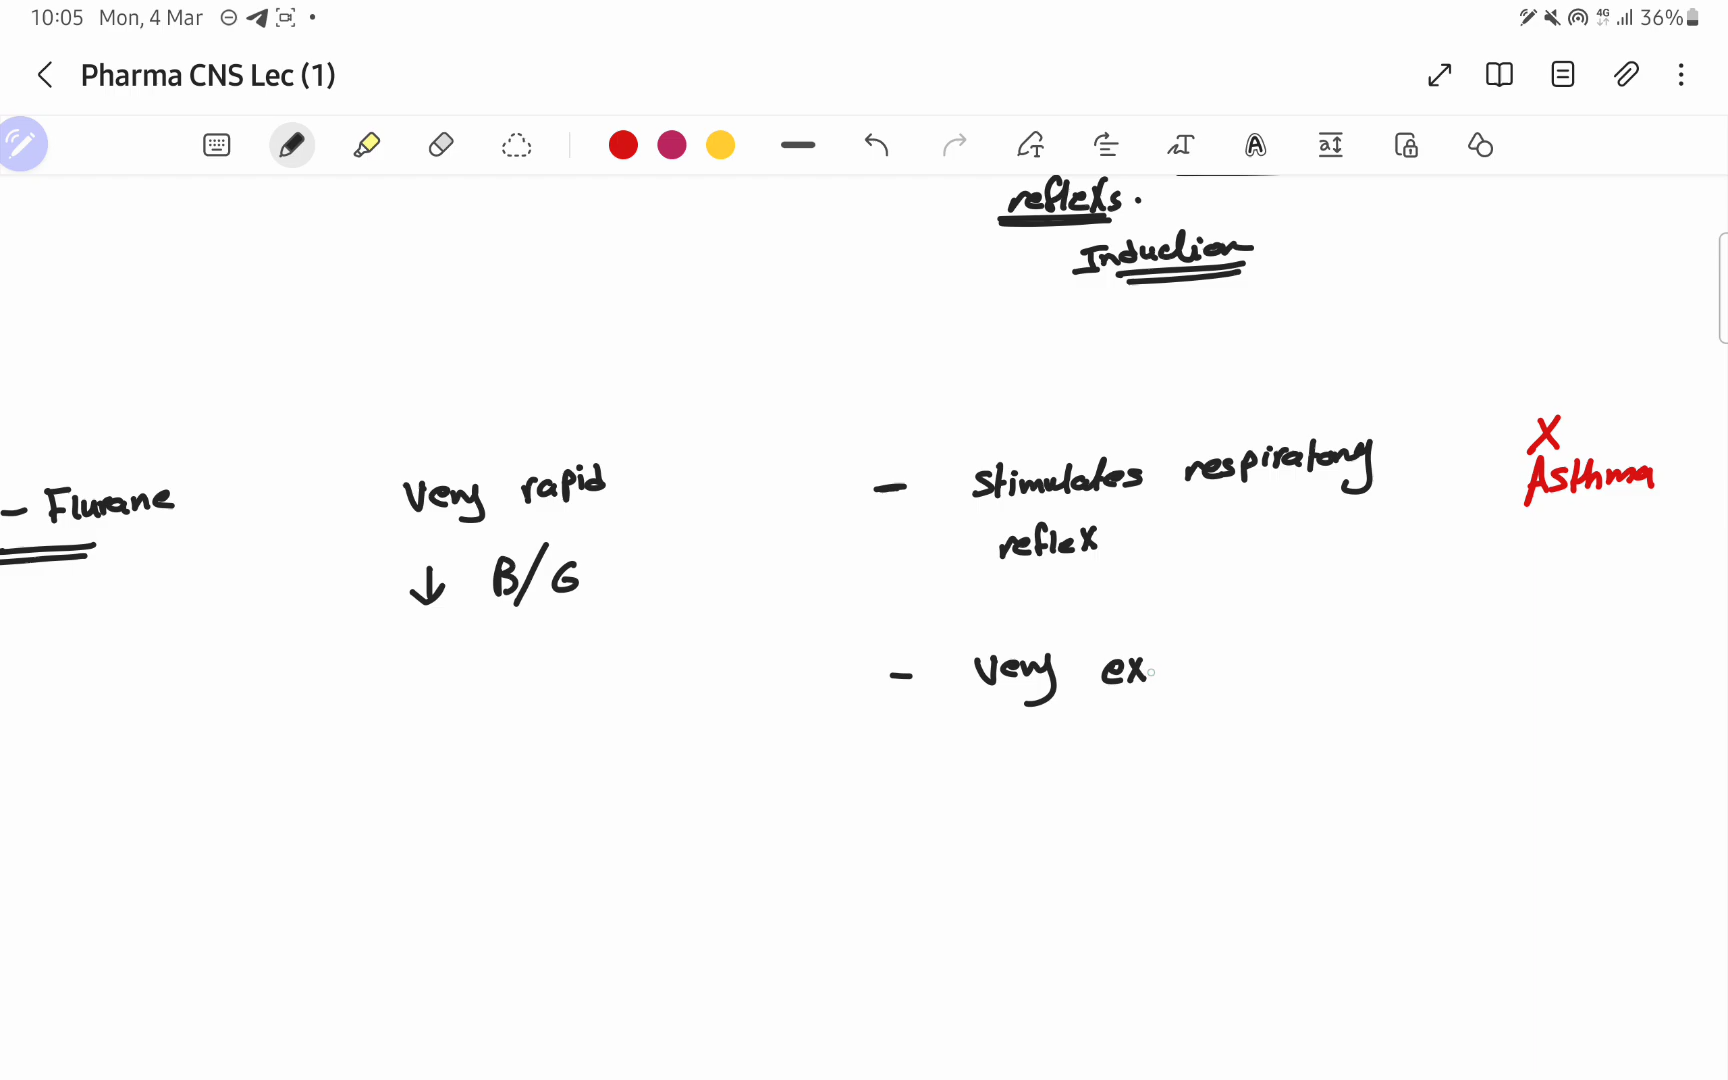 10:05 Mon, 4 Mar
4G 36%
Pharma CNS Lec (1)
reflexs.
Induction
X
Asthma
- Flurane
Very rapid
- stimulates respiratory
reflex
↓ B/G
- Very ex